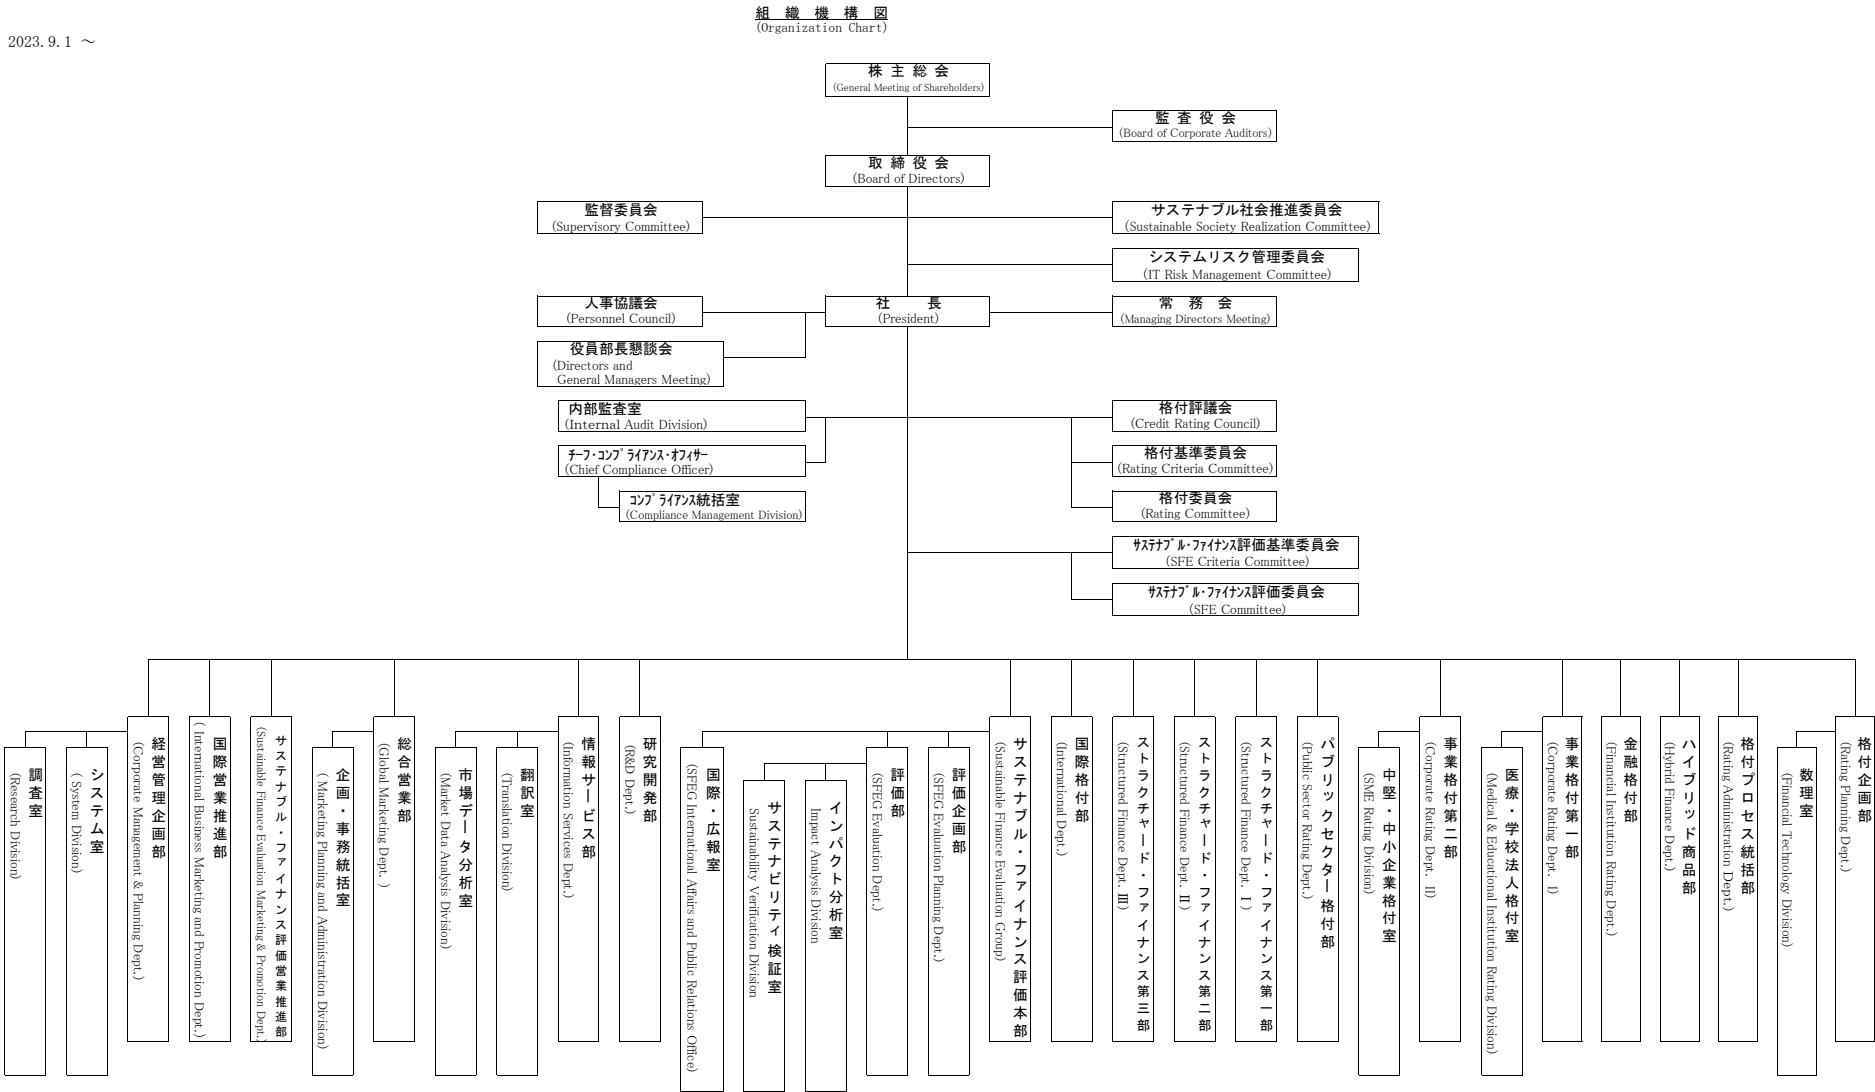 組 織 機 構 図
(Organization Chart)
2023.9.1 ～
株 主 総 会
(General Meeting of Shareholders)
監 査 役 会
(Board of Corporate Auditors)
取 締 役 会
(Board of Directors)
監督委員会
(Supervisory Committee)
サステナブル社会推進委員会
(Sustainable Society Realization Committee)
システムリスク管理委員会
(IT Risk Management Committee)
人事協議会
(Personnel Council)
社 長
(President)
常 務 会
(Managing Directors Meeting)
役員部長懇談会
(Directors and
General Managers Meeting)
内部監査室
(Internal Audit Division)
格付評議会
(Credit Rating Council)
ﾁｰﾌ･ｺﾝﾌﾟﾗｲｱﾝｽ･ｵﾌｨｻｰ
(Chief Compliance Officer)
格付基準委員会
(Rating Criteria Committee)
ｺﾝﾌﾟﾗｲｱﾝｽ統括室
(Compliance Management Division)
格付委員会
(Rating Committee)
ｻｽﾃﾅﾌﾞﾙ･ﾌｧｲﾅﾝｽ評価基準委員会
(SFE Criteria Committee)
ｻｽﾃﾅﾌﾞﾙ･ﾌｧｲﾅﾝｽ評価委員会
(SFE Committee)
調査室
(Research Division)
システム室
( System Division)
経営管理企画部
(Corporate Management & Planning Dept.)
国際営業推進部
( International Business Marketing and Promotion Dept.)
サステナブル・ファイナンス評価営業推進部
(Sustainable Finance Evaluation Marketing & Promotion Dept.)
企画・事務統括室
( Marketing Planning and Administration Division)
総合営業部
(Global Marketing Dept. )
市場データ分析室
(Market Data Analysis Division)
翻訳室
(Translation Division)
情報サービス部
(Information Services Dept.)
研究開発部
(R&D Dept.)
国際・広報室
(SFEG International Affairs and Public Relations Office)
サステナビリティ検証室
Sustainability Verification Division
インパクト分析室
Impact Analysis Division
評価部
(SFEG Evaluation Dept.)
評価企画部
(SFEG Evaluation Planning Dept.)
サステナブル・ファイナンス評価本部
(Sustainable Finance Evaluation Group)
国際格付部
(International Dept.)
ストラクチャード・ファイナンス第三部
(Structured Finance Dept. Ⅲ)
ストラクチャード・ファイナンス第二部
(Structured Finance Dept. Ⅱ)
ストラクチャード・ファイナンス第一部
(Structured Finance Dept. Ⅰ)
パブリックセクター格付部
(Public Sector Rating Dept.)
中堅・中小企業格付室
(SME Rating Division)
事業格付第二部
(Corporate Rating Dept. Ⅱ)
医療・学校法人格付室
(Medical & Educational Institution Rating Division)
事業格付第一部
(Corporate Rating Dept. Ⅰ)
金融格付部
(Financial Institution Rating Dept.)
ハイブリッド商品部
(Hybrid Finance Dept.)
格付プロセス統括部
(Rating Administration Dept.)
数理室
(Financial Technology Division)
格付企画部
(Rating Planning Dept.)